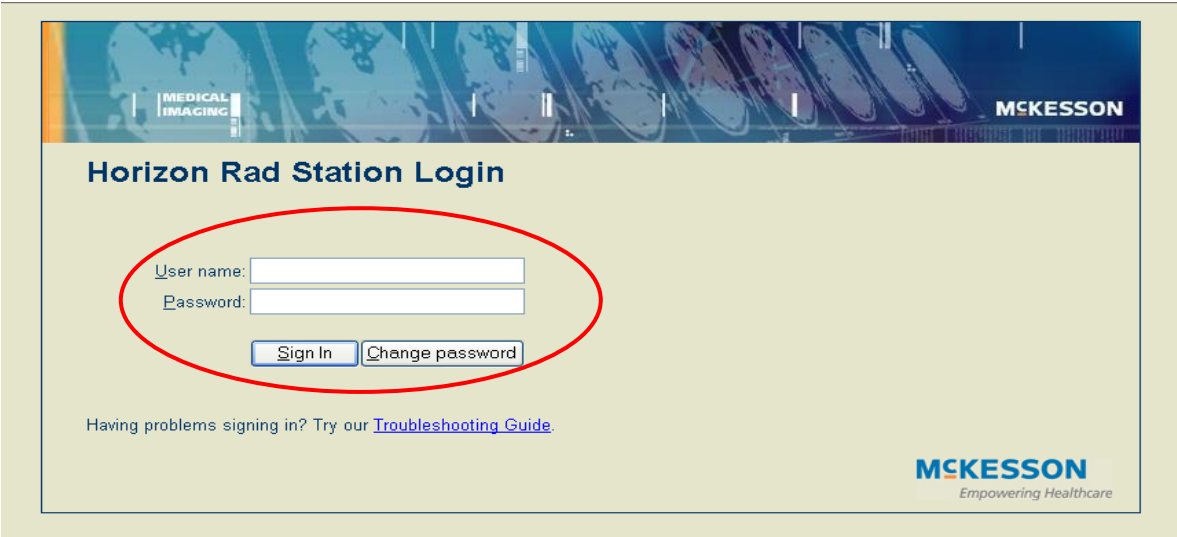 MEDICAL
IMAGING
MCKESSON
Horizon Rad Station Login
User name:
Password:
Sign In Change password
Having problems signing in? Try our Troubleshooting Guide.
MCKESSON
Empowering Healthcare